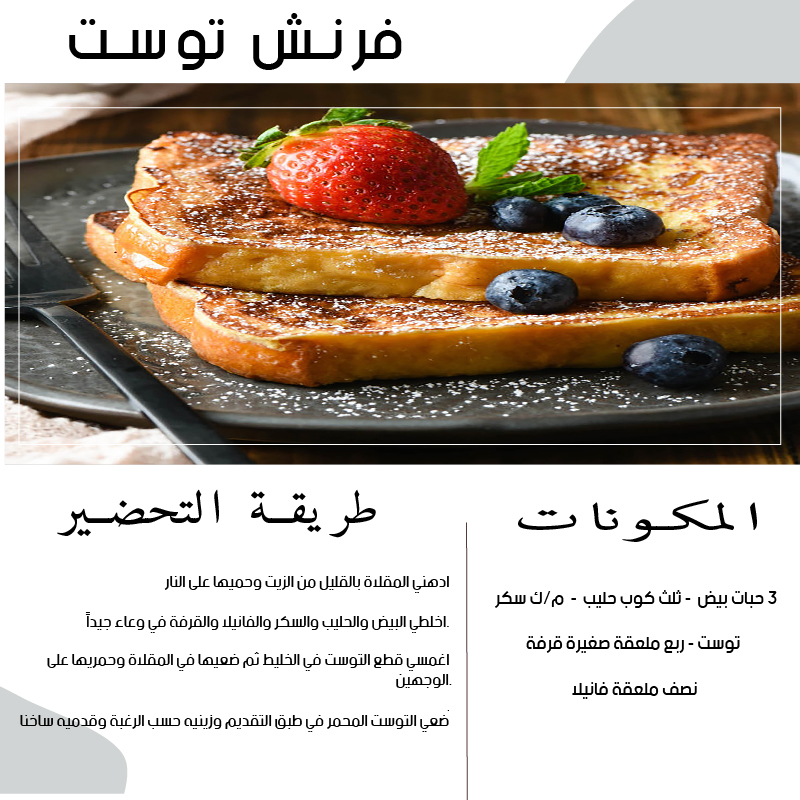 فرنش توست
المكونات
3 حبات بيض - ثلث كوب حليب - م/ك سكر
توست - ربع ملعقة صغيرة قرفة
نصف ملعقة فانيلا
طريقة التحضير
ادهني المقلاة بالقليل من الزيت وحميها على النار
.اخلطي البيض والحليب والسكر والفانيلا والقرفة في وعاء جيداً
اغمسي قطع التوست في الخليط ثم ضعيها في المقلاة وحمريها على
.الوجهين
.
ضعي التوست المحمر في طبق التقديم وزينيه حسب الرغبة وقدميه ساخنا